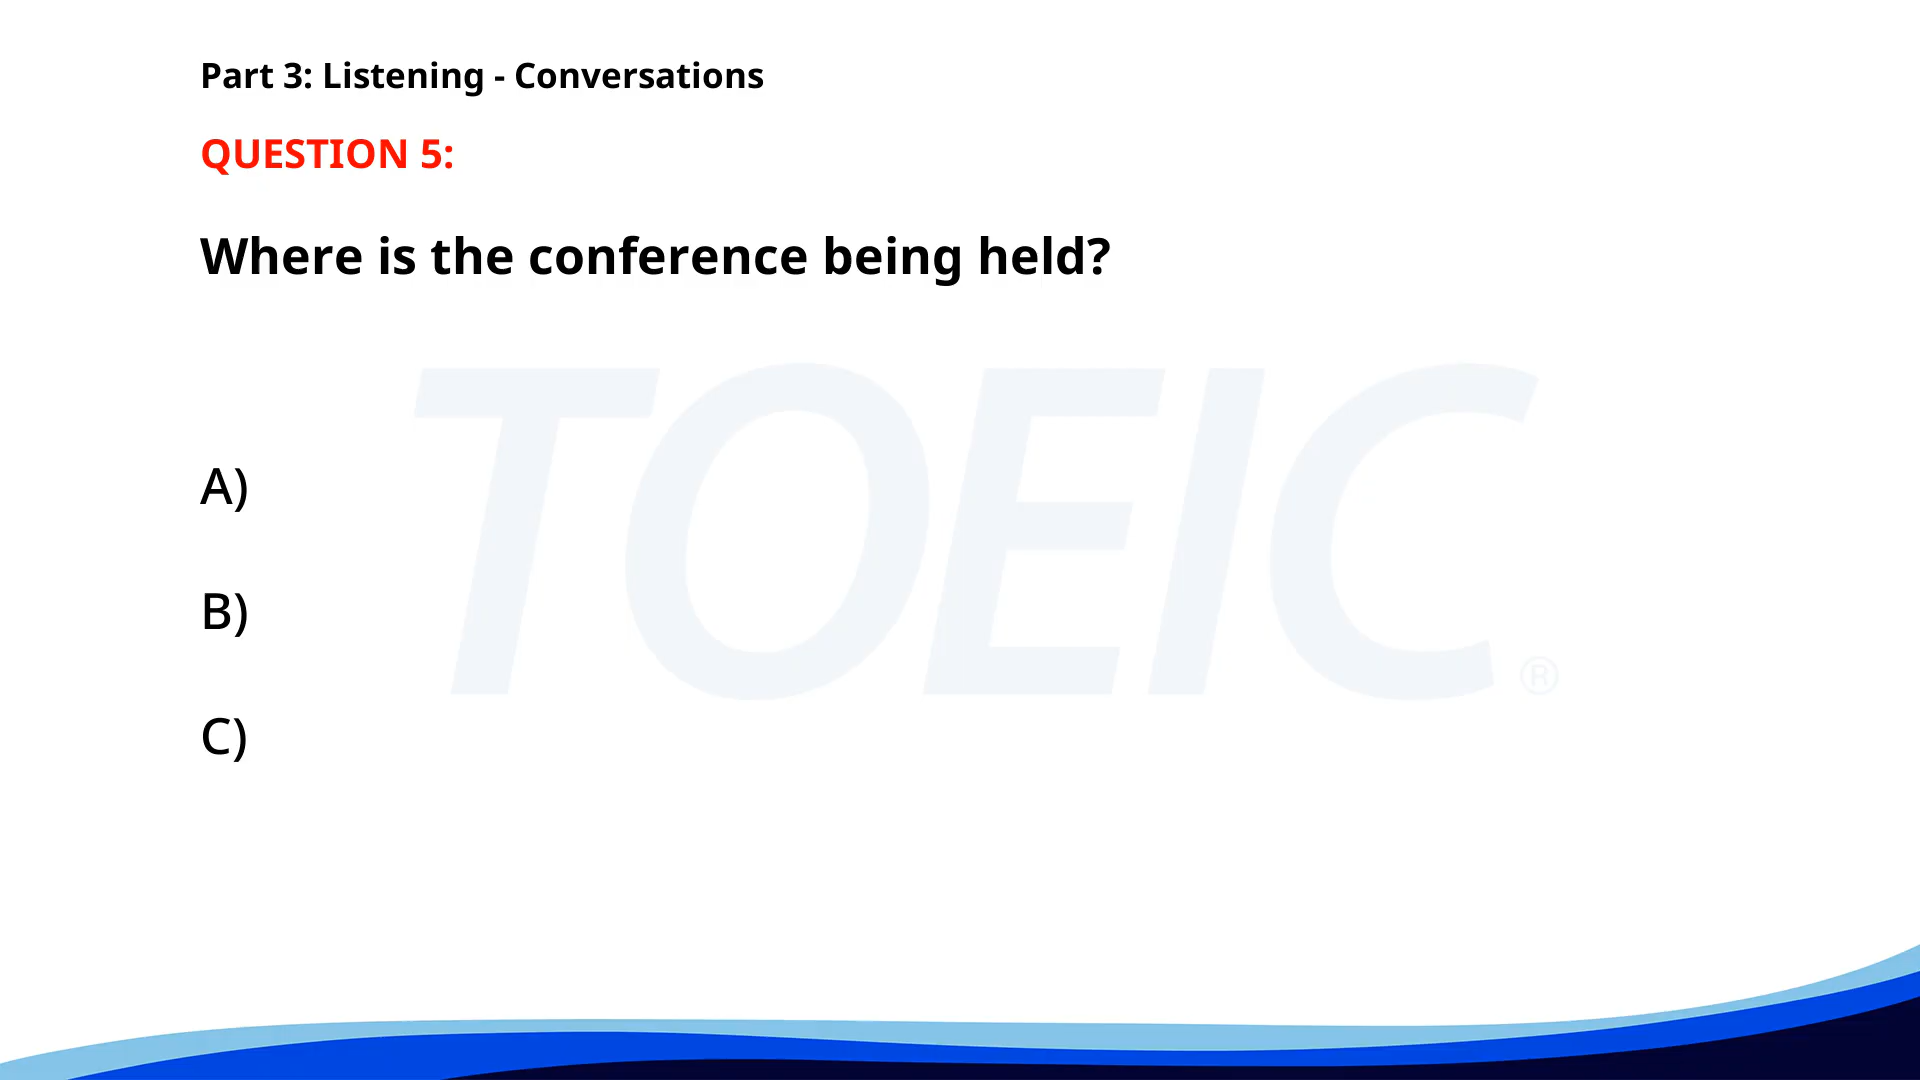 Part 3: Listening - Conversations
QUESTION 5:
Where is the conference being held?
TOEIC®
A)
B)
C)